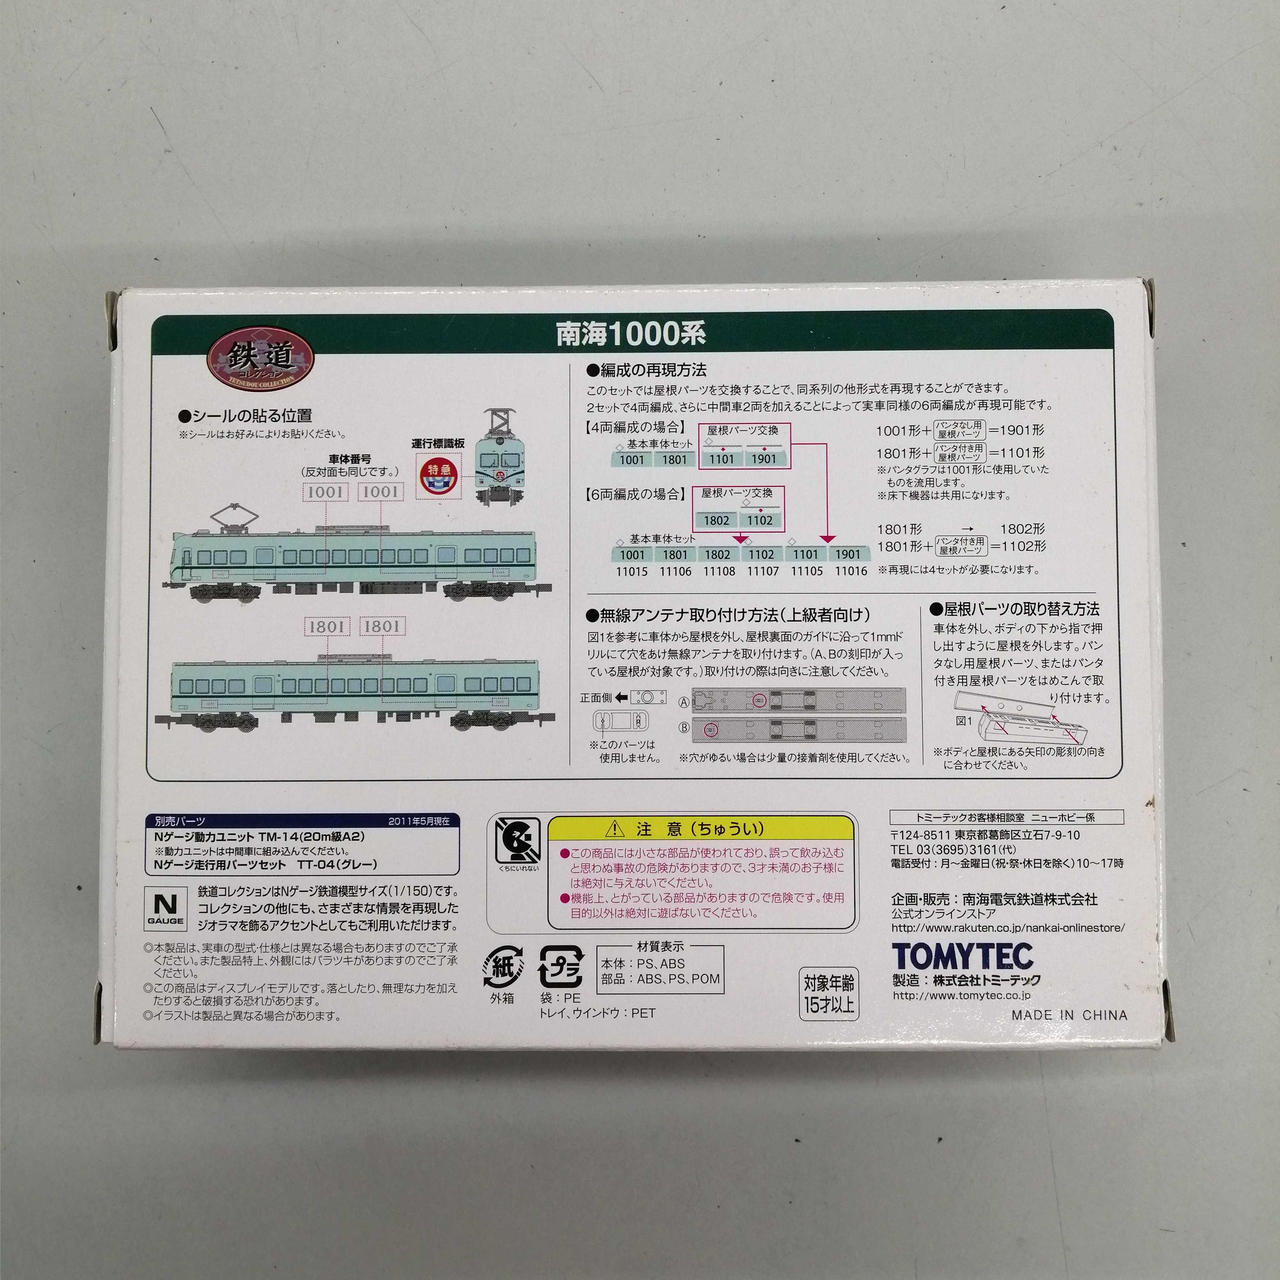 南海1000系
鉄道
コレクション
TETSUDOU COLLECTION
●シールの貼る位置
※シールはお好みによりお貼りください。
運行標識板
特急
車体番号
(反対面も同じです。)
1001 1001
1801 1801
●編成の再現方法
このセットでは屋根パーツを交換することで、同系列の他形式を再現することができます。
2セットで4両編成、さらに中間車2両を加えることによって実車同様の6両編成が再現可能です。
【4両編成の場合】
屋根パーツ交換
基本車体セット
1001 1801 1101 1901
1001形+パンタなし用屋根パーツ=1901形
1801形+パンタ付き用屋根パーツ=1101形
※パンタグラフは1001形に使用していた
ものを流用します。
※床下機器は共用になります。
【6両編成の場合】
屋根パーツ交換
1802 1102
基本車体セット
1001 1801 1802 1102 1101 1901
11015 11106 11108 11107 11105 11016
1801形 → 1802形
1801形+パンタ付き用屋根パーツ=1102形
※再現には4セットが必要になります。
●無線アンテナ取り付け方法(上級者向け)
図1を参考に車体から屋根を外し、屋根裏面のガイドに沿って1mmド
リルにて穴をあけ無線アンテナを取り付けます。(A、Bの刻印が入っ
ている屋根が対象です。)取り付けの際は向きに注意してください。
正面側
A
B
※このパーツは
使用しません。
※穴がゆるい場合は少量の接着剤を使用してください。
●屋根パーツの取り替え方法
車体を外し、ボディの下から指で押
し出すように屋根を外します。パン
タなし用屋根パーツ、またはパンタ
付き用屋根パーツをはめこんで取
り付けます。
図1
※ボディと屋根にある矢印の彫刻の向き
に合わせてください。
別売パーツ 2011年5月現在
Nゲージ動力ユニット TM-14(20m級A2)
※動力ユニットは中間車に組み込んでください。
Nゲージ走行用パーツセット TT-04(グレー)
N
GAUGE
鉄道コレクションはNゲージ鉄道模型サイズ(1/150)です。
コレクションの他にも、さまざまな情景を再現した
ジオラマを飾るアクセントとしてもご利用いただけます。
◎本製品は、実車の型式・仕様とは異なる場合もありますのでご了承
ください。また製品特上、外観にはバラツキがありますのでご了承
ください。
◎この商品はディスプレイモデルです。落としたり、無理な力を加え
たりすると破損する恐れがあります。
◎イラストは製品と異なる場合があります。
くちにいれない
注 意(ちゅうい)
●この商品には小さな部品が使われており、誤って飲み込む
と思わぬ事故の危険がありますので、3才未満のお子様に
は絶対に与えないでください。
●機能上、とがっている部品がありますので危険です。使用
目的以外は絶対に遊ばないでください。
紙
外箱
プラ
袋:PE
トレイ、ウインドウ:PET
材質表示
本体:PS、ABS
部品:ABS、PS、POM
対象年齢
15才以上
トミーテックお客様相談室 ニューホビー係
〒124-8511 東京都葛飾区立石7-9-10
TEL 03(3695)3161(代)
電話受付:月〜金曜日(祝・祭・休日を除く)10〜17時
企画・販売:南海電気鉄道株式会社
公式オンラインストア
http://www.rakuten.co.jp/nankai-onlinestore/
TOMYTEC
製造:株式会社トミーテック
http://www.tomytec.co.jp
MADE IN CHINA